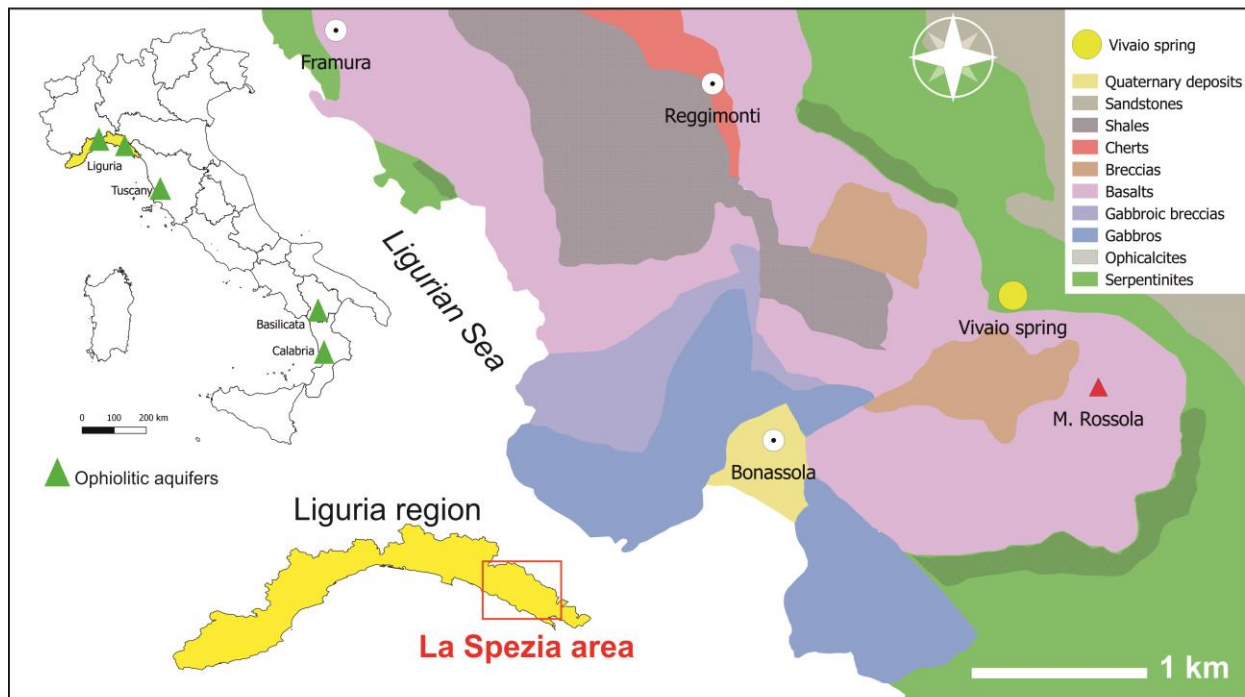 Framura
Reggimonti
Vivaio spring
Quaternary deposits
Sandstones
Shales
Cherts
Breccias
Basalts
Gabbroic breccias
Gabbros
Ophicalcites
Serpentinites
Liguria
Tuscany
Basilicata
Calabria
0 100 200 km
Ophiolitic aquifers
Ligurian Sea
Vivaio spring
M. Rossola
Bonassola
Liguria region
La Spezia area
1 km